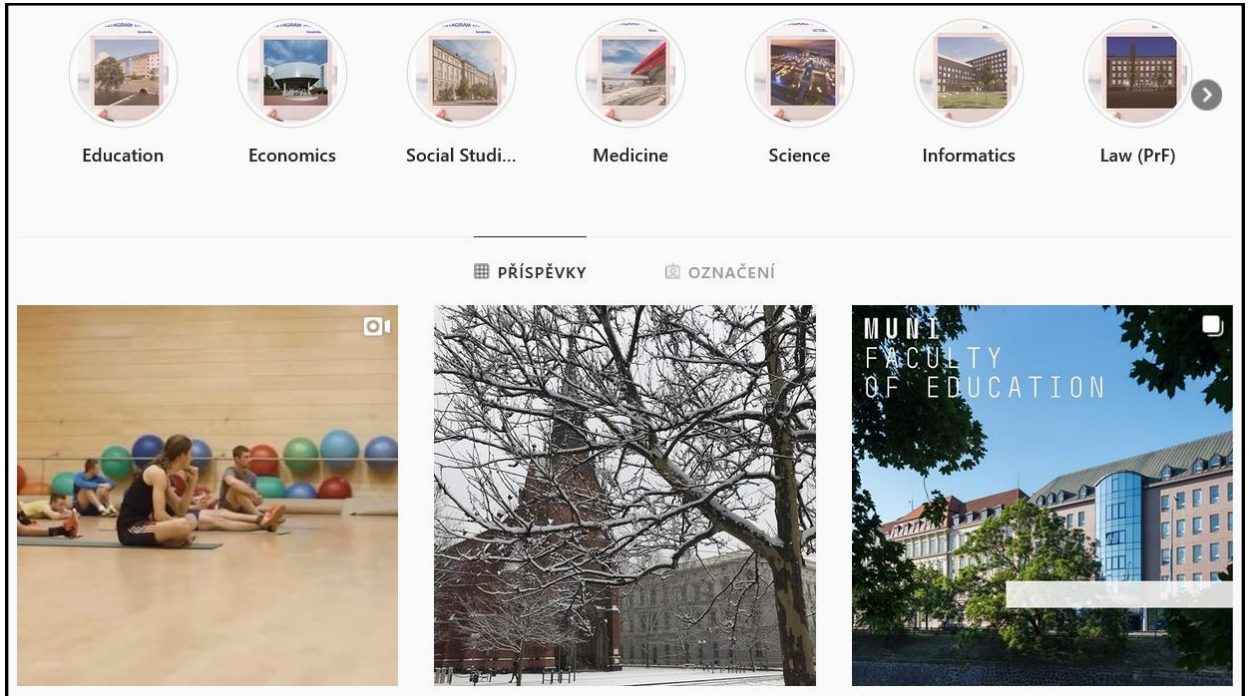 Education
Economics
Social Studi...
Medicine
Science
Informatics
Law (PrF)
PŘÍSPĚVKY
OZNAČENÍ
MUNI
FACULTY
OF EDUCATION